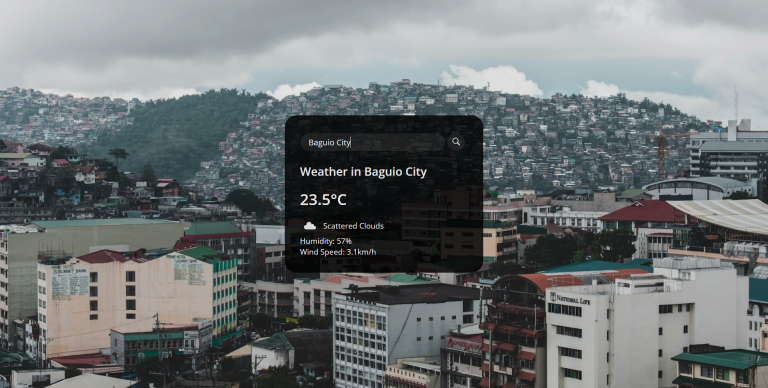 Baguio City
Weather in Baguio City
23.5°C
Scattered Clouds
Humidity: 57%
Wind Speed: 3.1km/h
NATIONAL LIFE